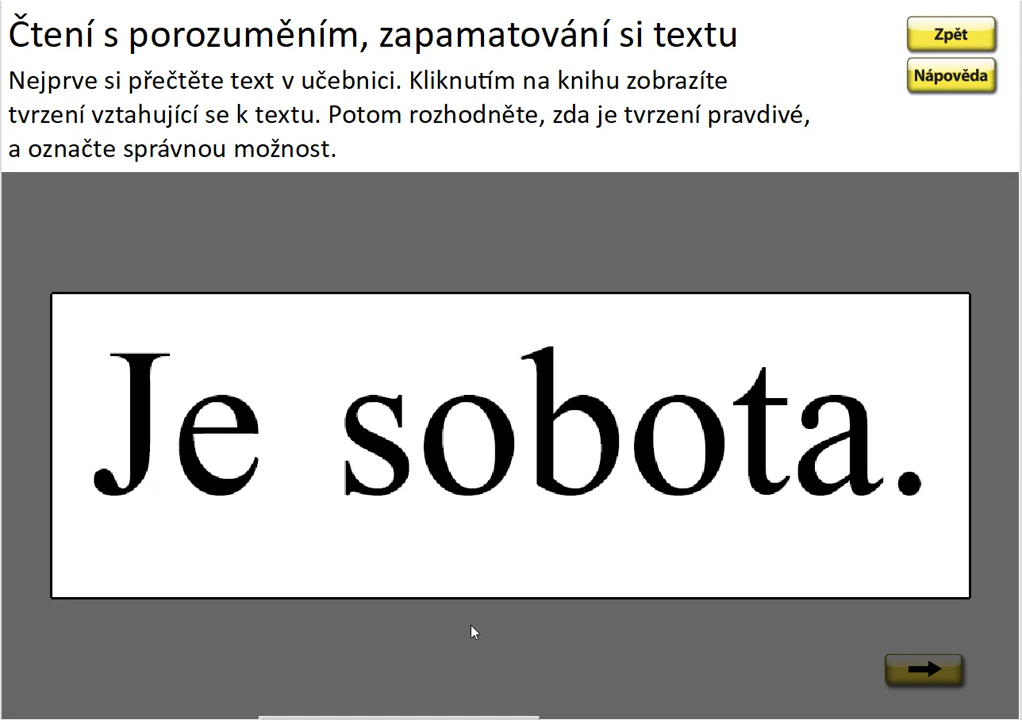 Čtení s porozuměním, zapamatování si textu
Zpět
Nápověda
Nejprve si přečtěte text v učebnici. Kliknutím na knihu zobrazíte
tvrzení vztahující se k textu. Potom rozhodněte, zda je tvrzení pravdivé,
a označte správnou možnost.
Je sobota.